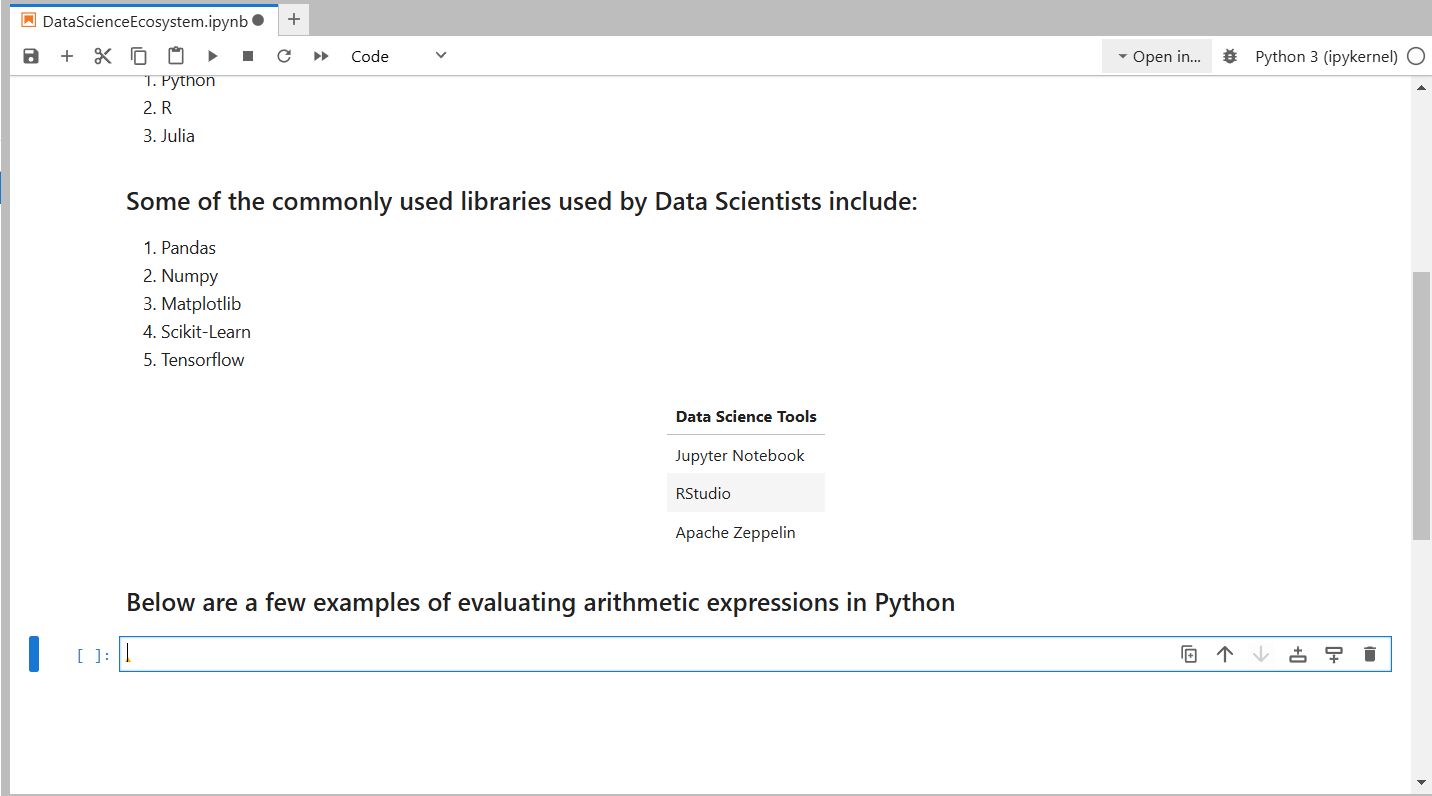 DataScienceEcosystem.ipynb
Code
Open in...
Python 3 (ipykernel)
1. Python
2. R
3. Julia
Some of the commonly used libraries used by Data Scientists include:
1. Pandas
2. Numpy
3. Matplotlib
4. Scikit-Learn
5. Tensorflow
Data Science Tools
Jupyter Notebook
RStudio
Apache Zeppelin
Below are a few examples of evaluating arithmetic expressions in Python
[ ]: